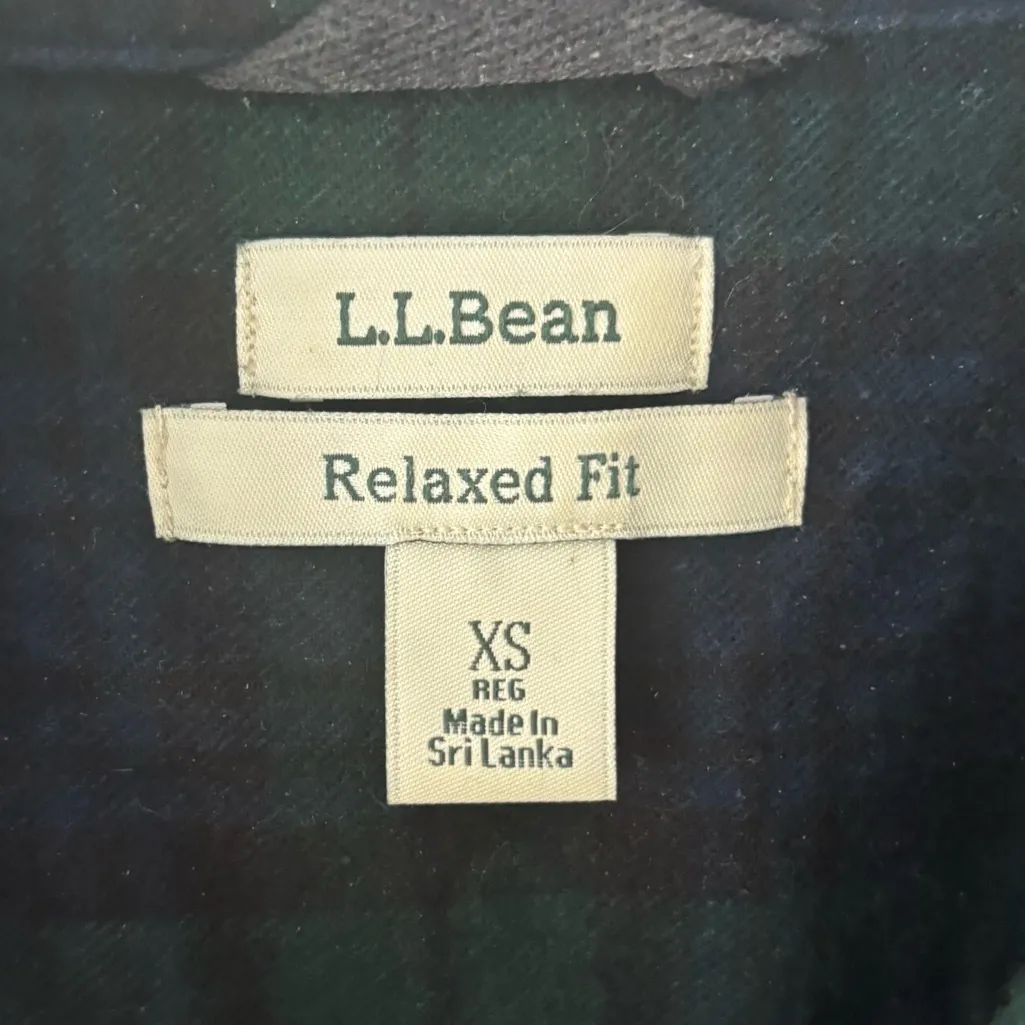 L.L.Bean
Relaxed Fit
XS
REG
Made In
Sri Lanka